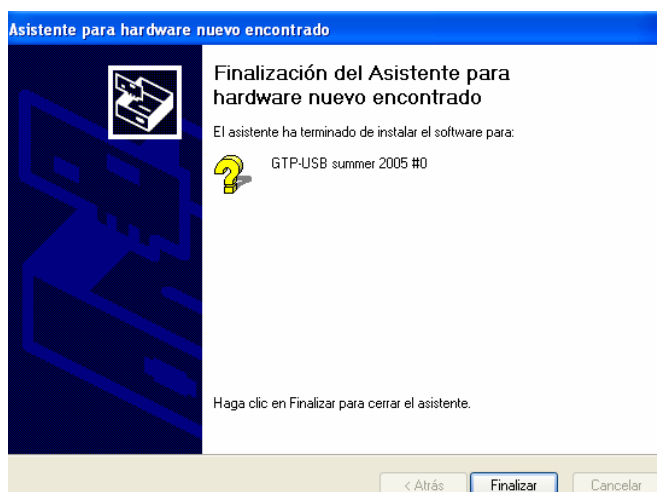 Asistente para hardware nuevo encontrado
Finalización del Asistente para
hardware nuevo encontrado
El asistente ha terminado de instalar el software para:
GTP-USB summer 2005 #0
Haga clic en Finalizar para cerrar el asistente.
< Atrás
Finalizar
Cancelar